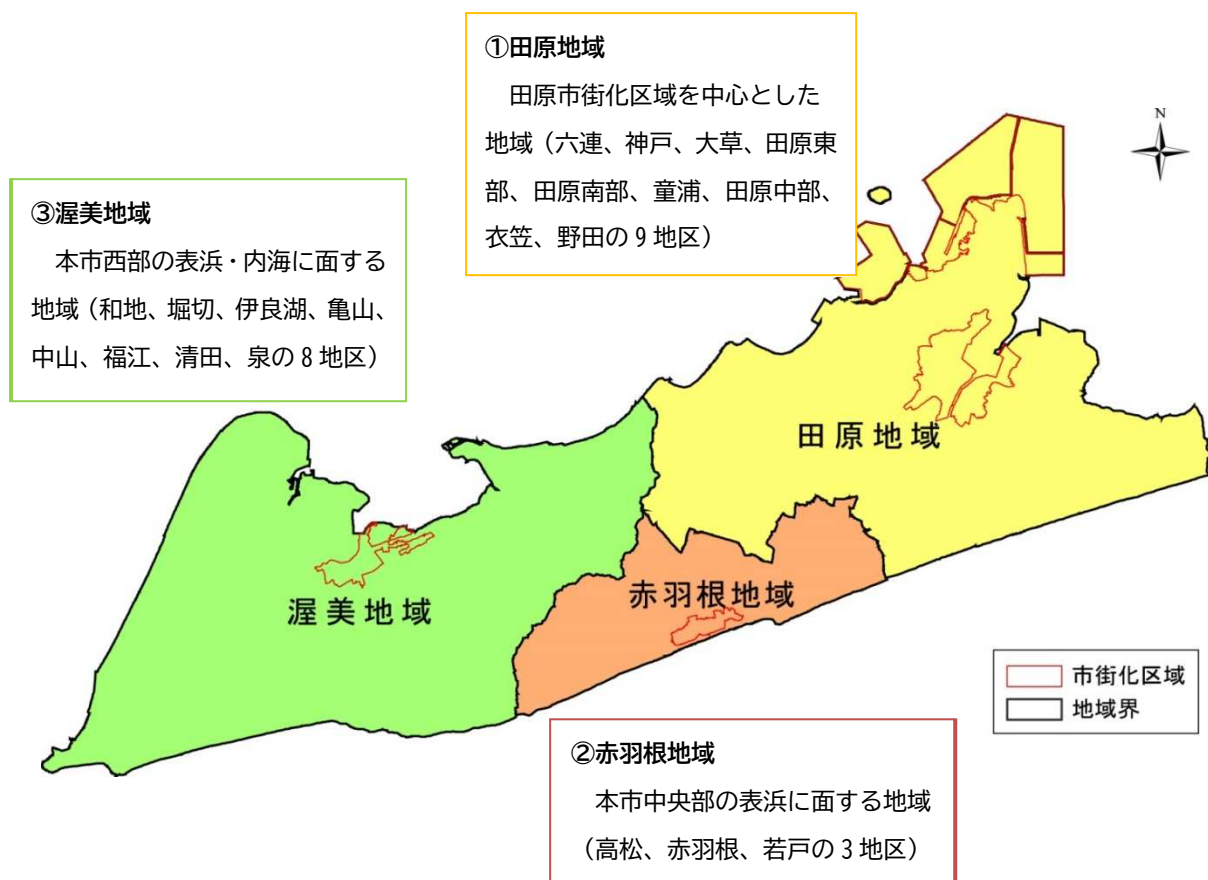 ①田原地域
　田原市街化区域を中心とした
地域（六連、神戸、大草、田原東
部、田原南部、童浦、田原中部、
衣笠、野田の9地区）
N
③渥美地域
　本市西部の表浜・内海に面する
地域（和地、堀切、伊良湖、亀山、
中山、福江、清田、泉の8地区）
田原地域
赤羽根地域
渥美地域
市街化区域
地域界
②赤羽根地域
　本市中央部の表浜に面する地域
（高松、赤羽根、若戸の3地区）